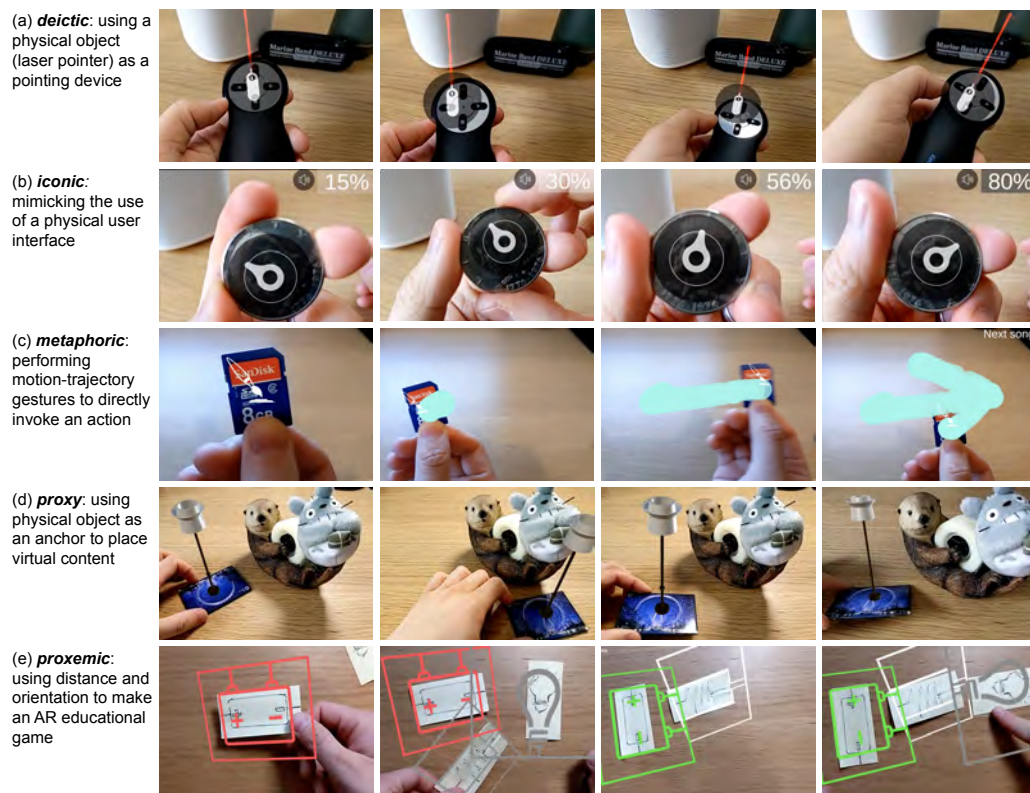 (a) deictic: using a
physical object
(laser pointer) as a
pointing device
Marine Band DELUXE
Marine Band DELUXE
Marine Band DELUXE
Marine Band DELUXE
(b) iconic:
mimicking the use
of a physical user
interface
15%
30%
56%
80%
(c) metaphoric:
performing
motion-trajectory
gestures to directly
invoke an action
SanDisk
8GB
Next song
(d) proxy: using
physical object as
an anchor to place
virtual content
(e) proxemic:
using distance and
orientation to make
an AR educational
game